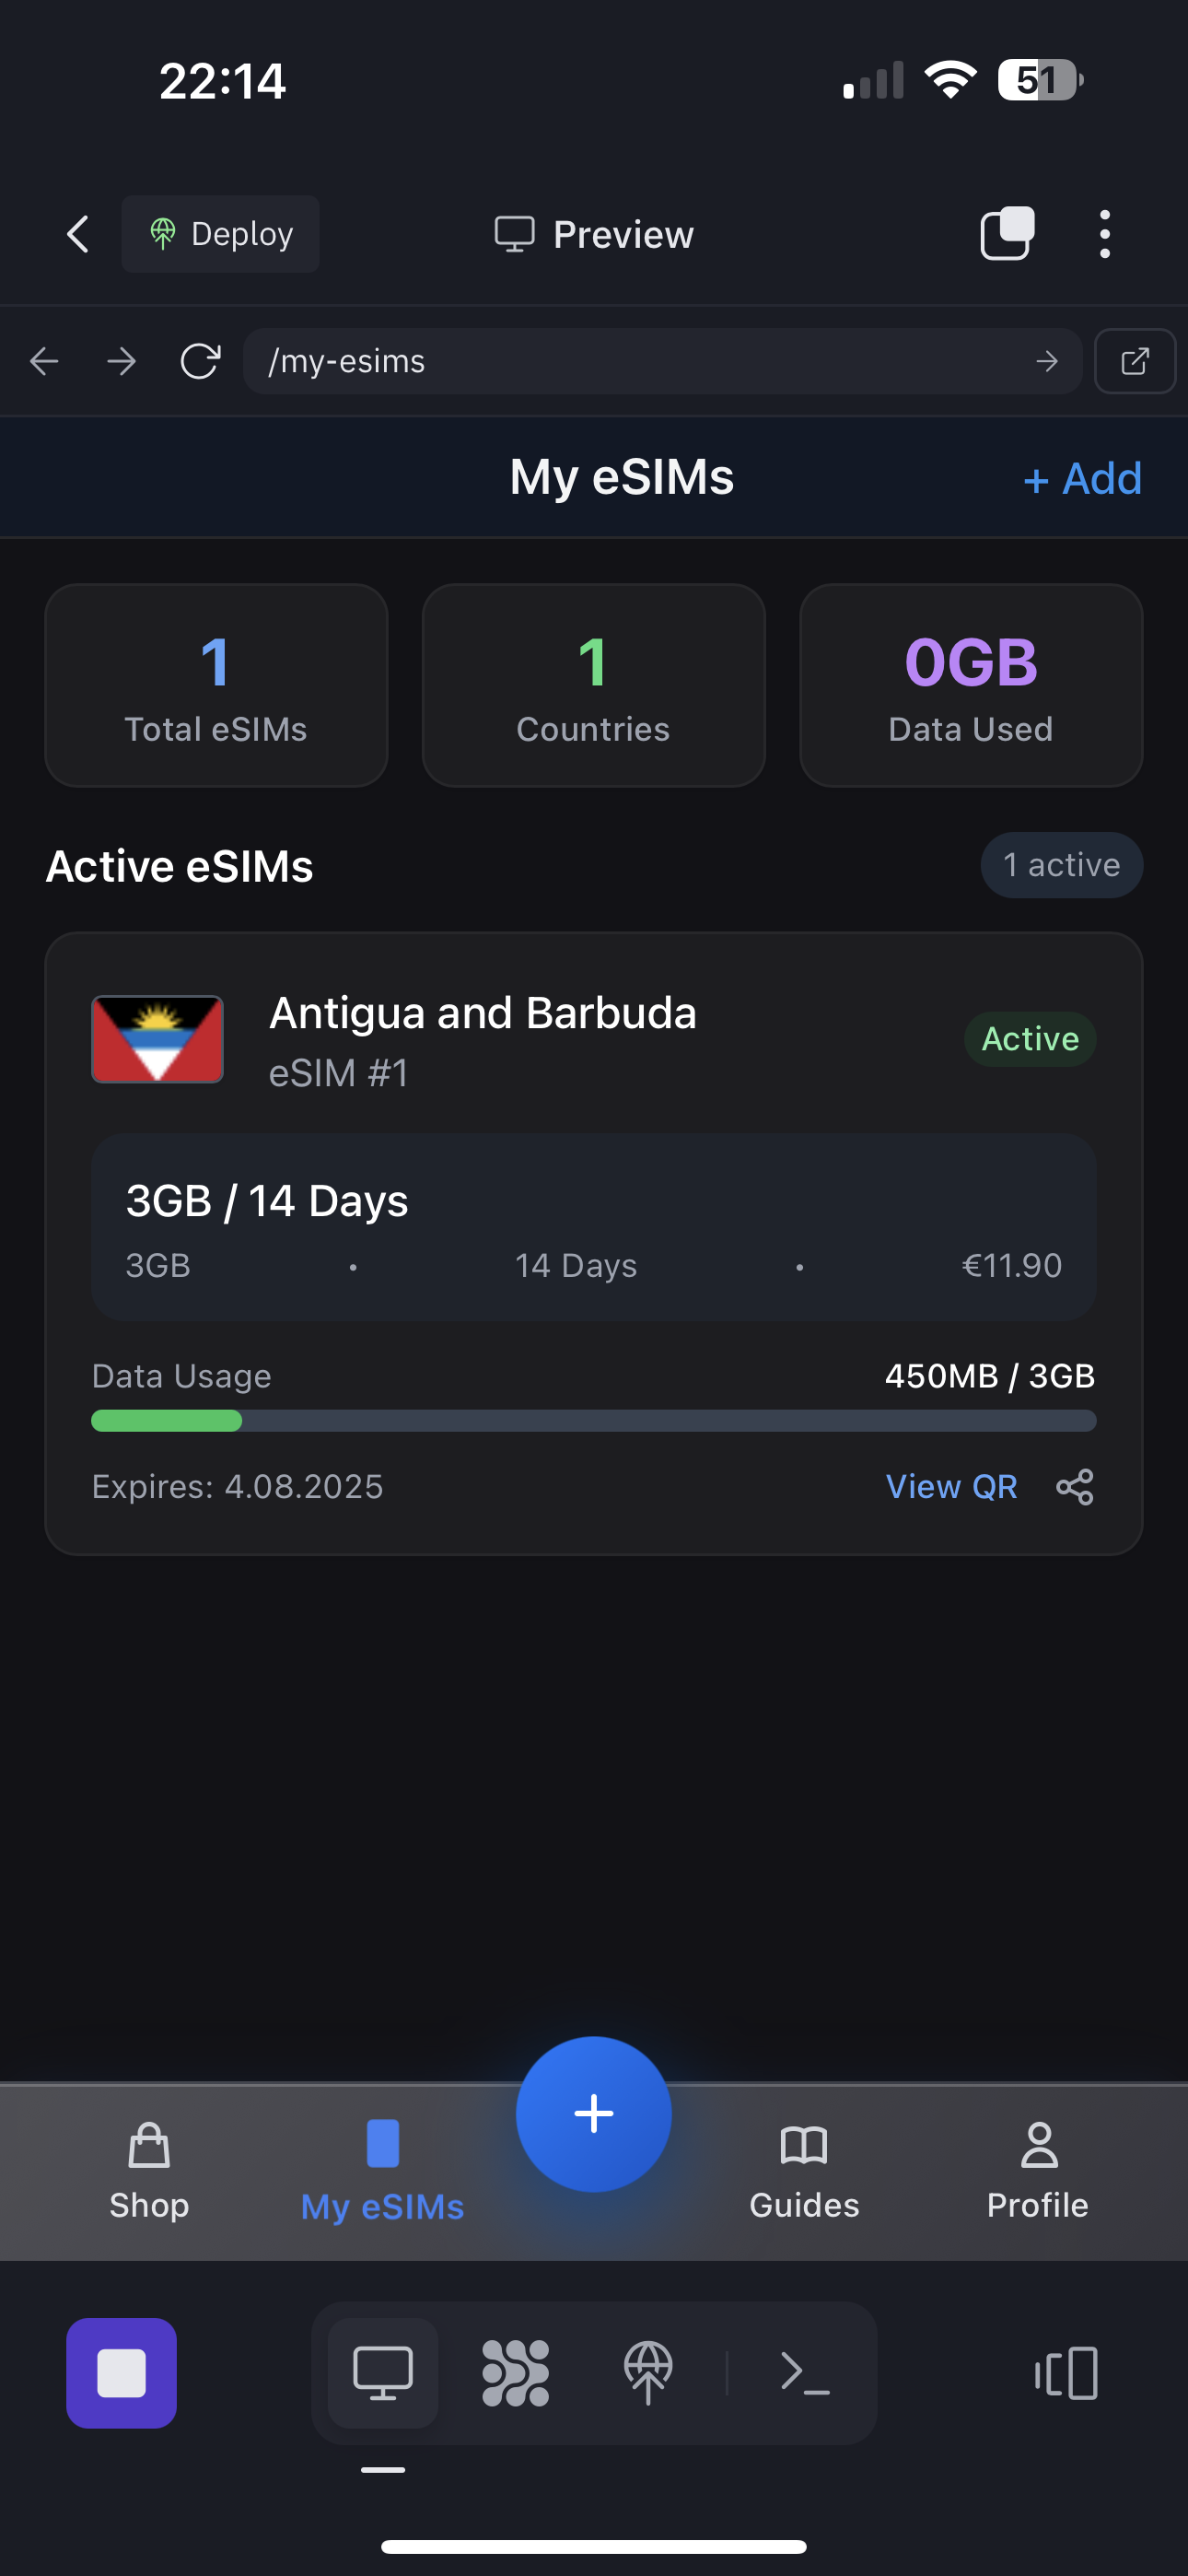 22:14
51
Deploy
Preview
/my-esims
My eSIMs
+ Add
1
Total eSIMs
1
Countries
0GB
Data Used
Active eSIMs
1 active
Antigua and Barbuda
eSIM #1
Active
3GB / 14 Days
3GB • 14 Days • €11.90
Data Usage
450MB / 3GB
Expires: 4.08.2025
View QR
Shop
My eSIMs
Guides
Profile